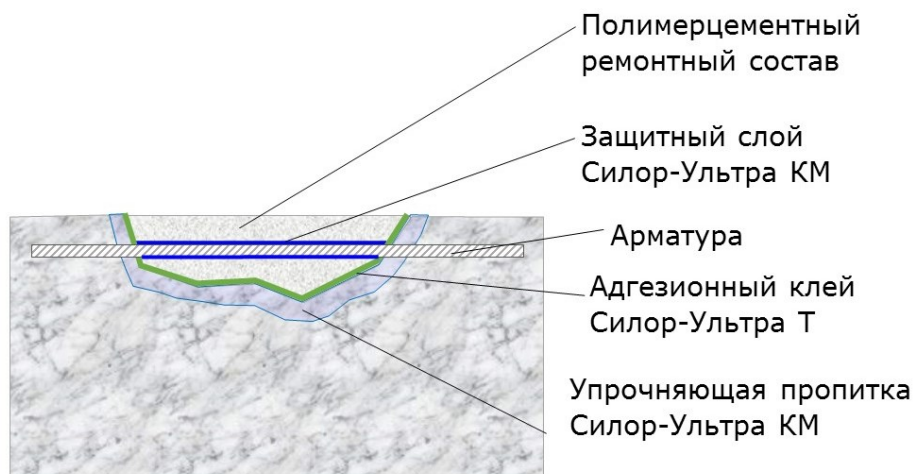 Полимерцементный
ремонтный состав
Защитный слой
Силор-Ультра КМ
Арматура
Адгезионный клей
Силор-Ультра Т
Упрочняющая пропитка
Силор-Ультра КМ